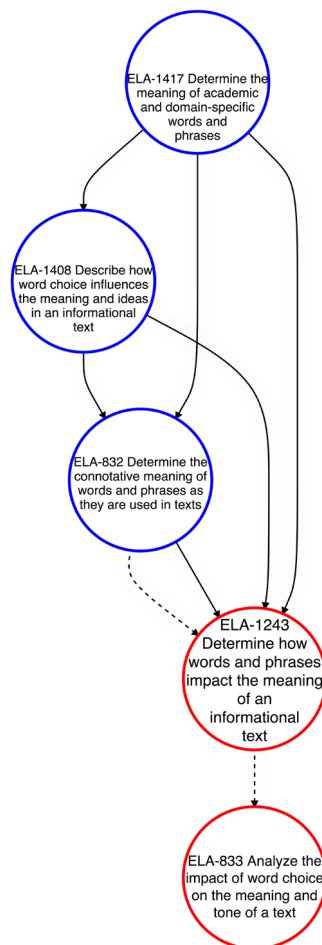 ELA-1417 Determine the
meaning of academic
and domain-specific
words and
phrases
ELA-1408 Describe how
word choice influences
the meaning and ideas
in an informational
text
ELA-832 Determine the
connotative meaning of
words and phrases as
they are used in texts
ELA-1243
Determine how
words and phrases
impact the meaning
of an
informational
text
ELA-833 Analyze the
impact of word choice
on the meaning and
tone of a text